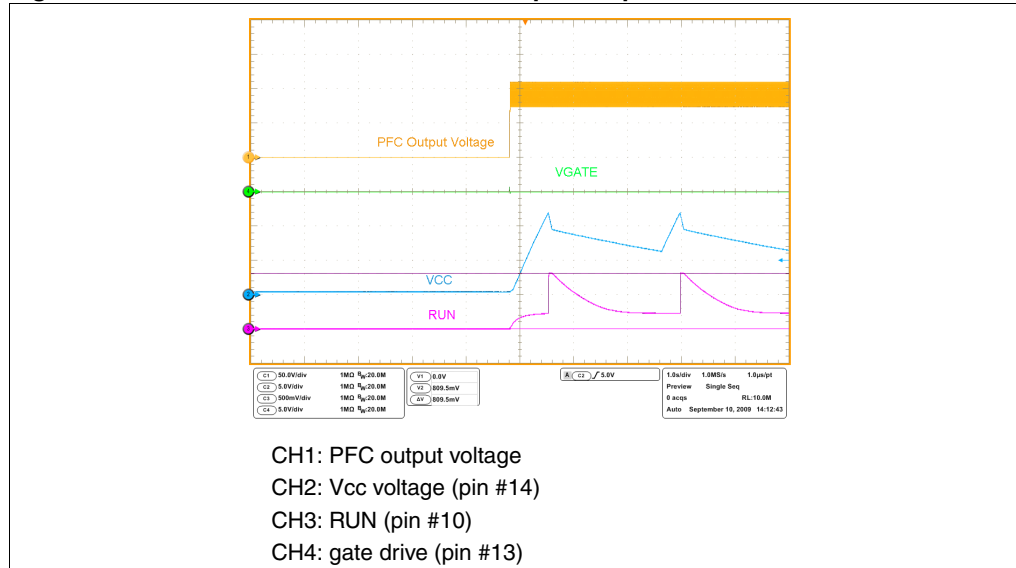 PFC Output Voltage
VGATE
VCC
RUN
1
4
2
3
C1 50.0V/div 1MΩ BW:20.0M
C2 5.0V/div 1MΩ BW:20.0M
C3 500mV/div 1MΩ BW:20.0M
C4 5.0V/div 1MΩ BW:20.0M
V1 0.0V
V2 809.5mV
ΔV 809.5mV
A C2 5.0V
1.0s/div 1.0MS/s 1.0µs/pt
Preview Single Seq
0 acqs RL:10.0M
Auto September 10, 2009 14:12:43
CH1: PFC output voltage
CH2: Vcc voltage (pin #14)
CH3: RUN (pin #10)
CH4: gate drive (pin #13)